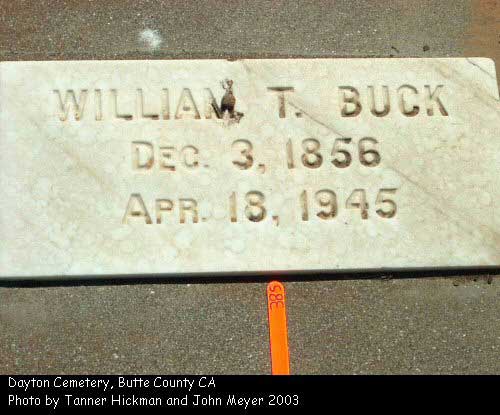 WILLIAM T. BUCK
DEC. 3, 1856
APR. 18, 1945
385
Dayton Cemetery, Butte County CA
Photo by Tanner Hickman and John Meyer 2003